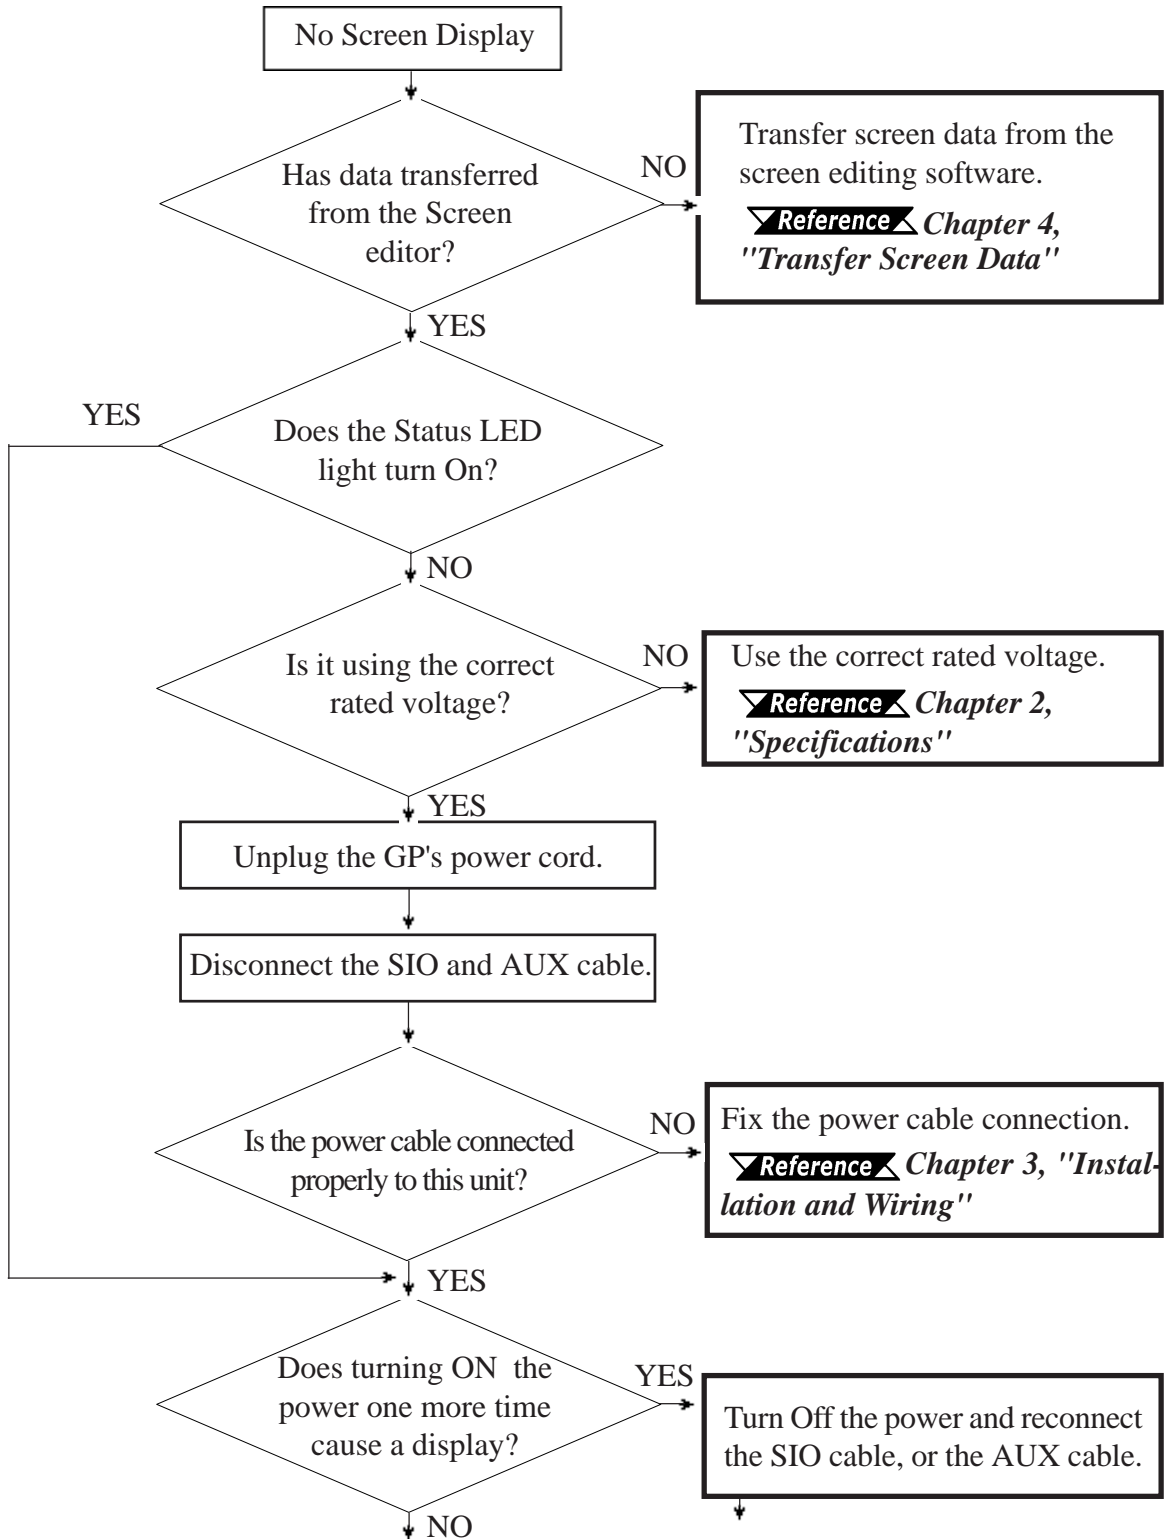 No Screen Display
Has data transferred
from the Screen
editor?
NO
Transfer screen data from the
screen editing software.
Reference Chapter 4,
"Transfer Screen Data"
YES
YES
Does the Status LED
light turn On?
NO
Is it using the correct
rated voltage?
NO
Use the correct rated voltage.
Reference Chapter 2,
"Specifications"
YES
Unplug the GP's power cord.
Disconnect the SIO and AUX cable.
Is the power cable connected
properly to this unit?
NO
Fix the power cable connection.
Reference Chapter 3, "Instal-
lation and Wiring"
YES
Does turning ON the
power one more time
cause a display?
YES
Turn Off the power and reconnect
the SIO cable, or the AUX cable.
NO